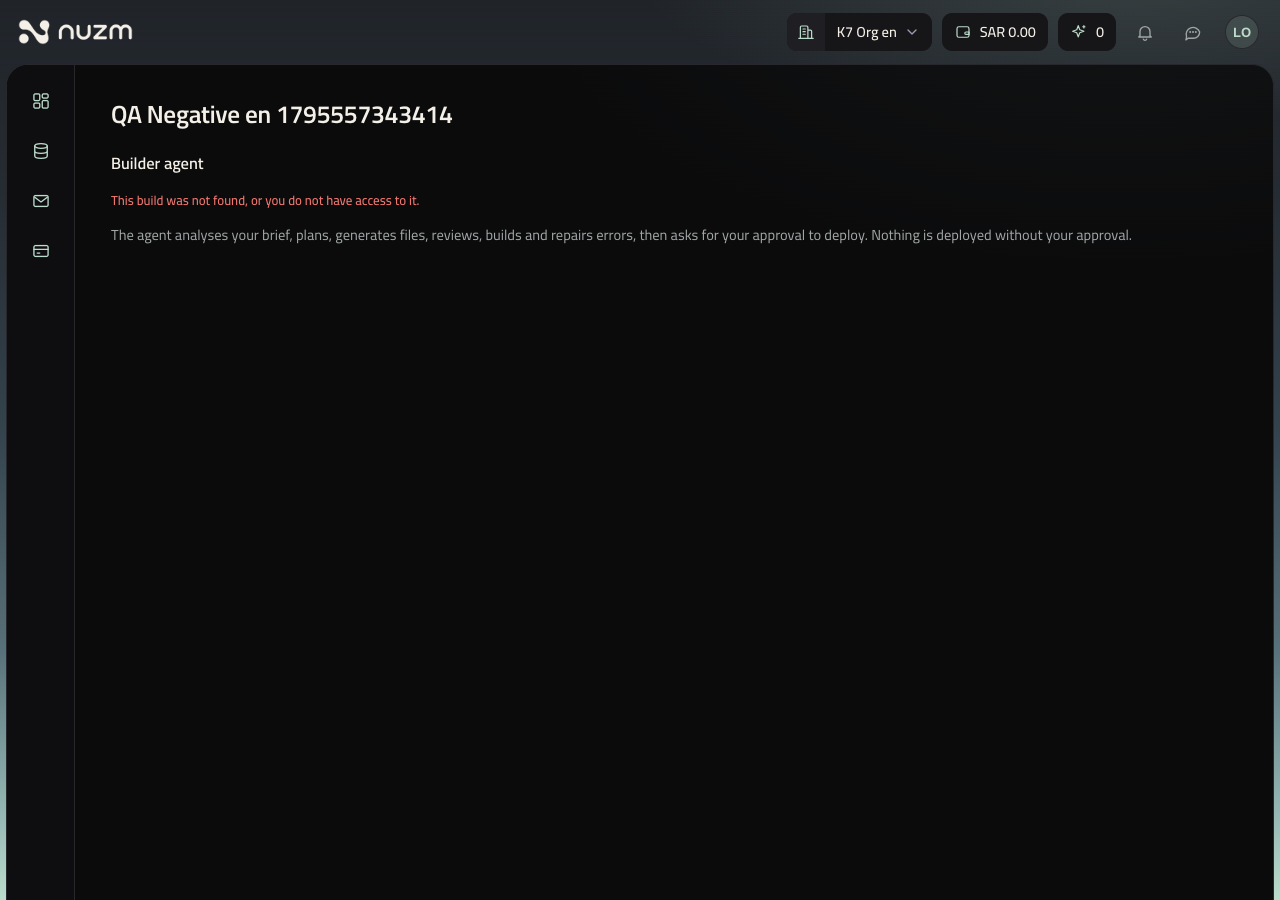 nuzm
K7 Org en
SAR 0.00
0
LO
QA Negative en 1795557343414
Builder agent
This build was not found, or you do not have access to it.
The agent analyses your brief, plans, generates files, reviews, builds and repairs errors, then asks for your approval to deploy. Nothing is deployed without your approval.